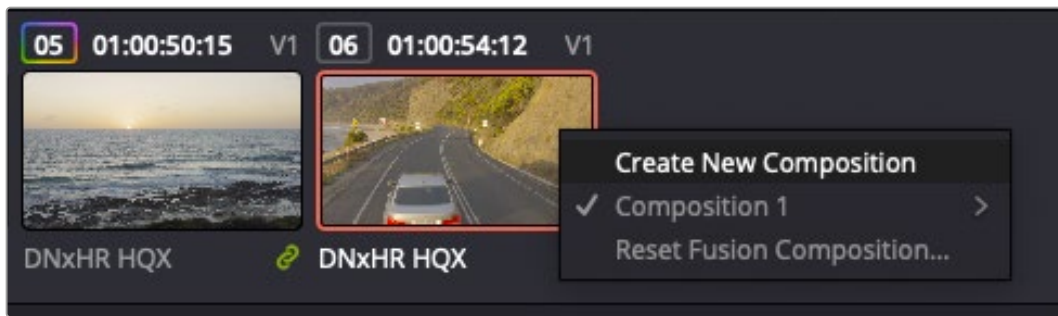 05 01:00:50:15 V1 06 01:00:54:12 V1
Create New Composition
Composition 1
Reset Fusion Composition...
DNxHR HQX DNxHR HQX